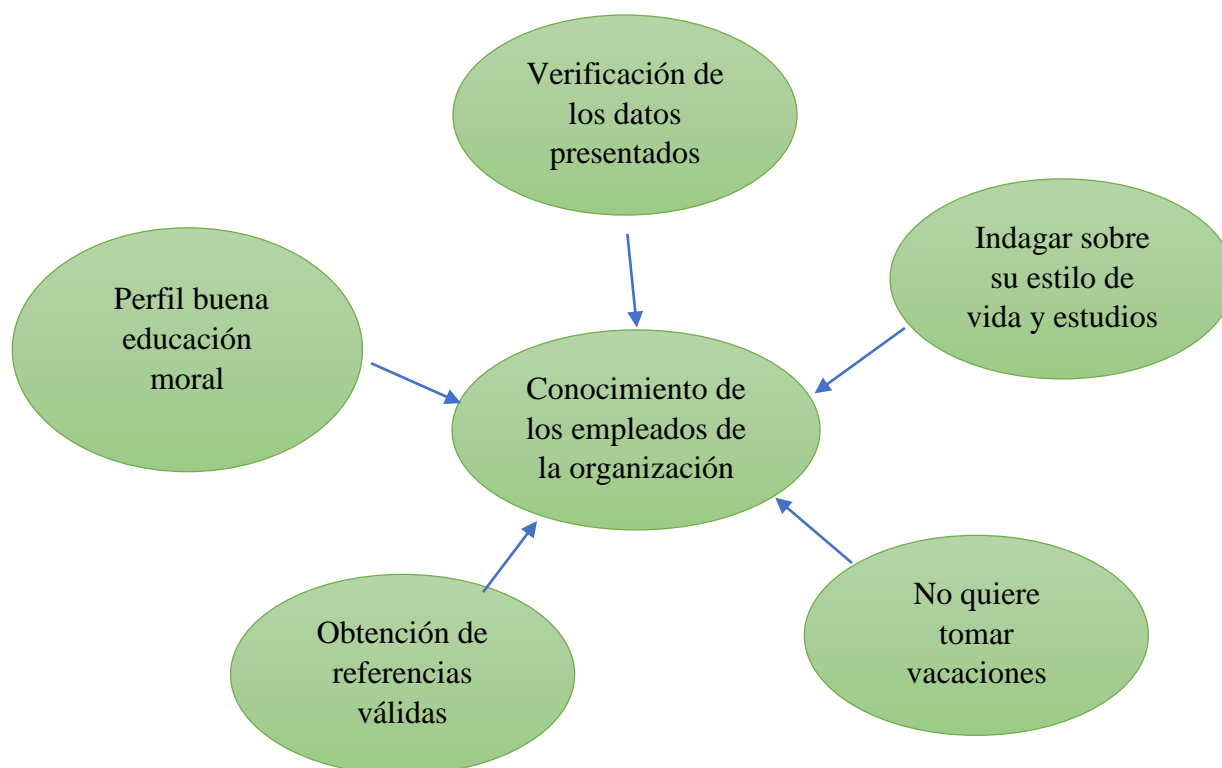 Verificación de
los datos
presentados
Indagar sobre
su estilo de
vida y estudios
Perfil buena
educación
moral
Conocimiento de
los empleados de
la organización
No quiere
tomar
vacaciones
Obtención de
referencias
válidas